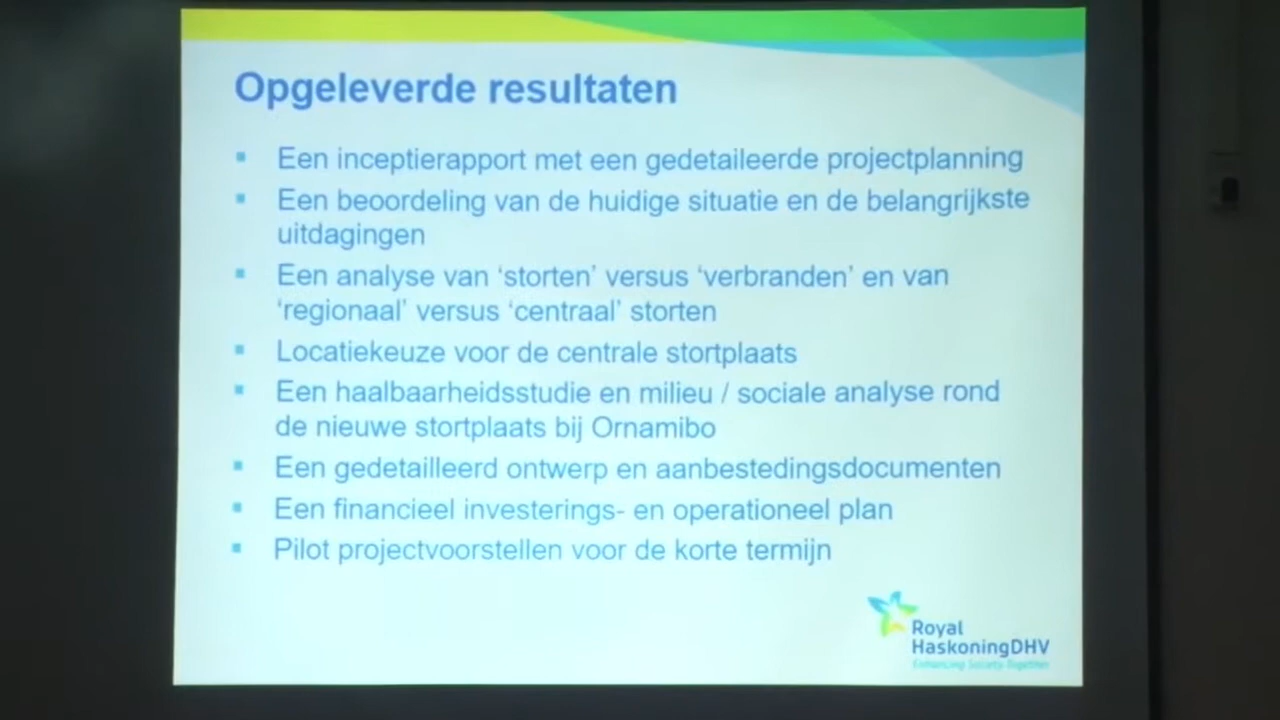 Opgeleverde resultaten
Een inceptierapport met een gedetaileerde projectplanning
Een beoordeling van de huidige situatie en de belangrijkste
uitdagingen
Een analyse van ‘storten’ versus ‘verbranden’ en van
‘regionaal’ versus ‘centraal’ storten
Locatiekeuze voor de centrale stortplaats
Een haalbaarheidsstudie en milieu / sociale analyse rond
de nieuwe stortplaats bij Ornamibo
Een gedetailleerd ontwerp en aanbestedingsdocumenten
Een financieel investerings- en operationeel plan
Pilot projectvoorstellen voor de korte termijn
Royal
HaskoningDHV
Enhancing Society Together